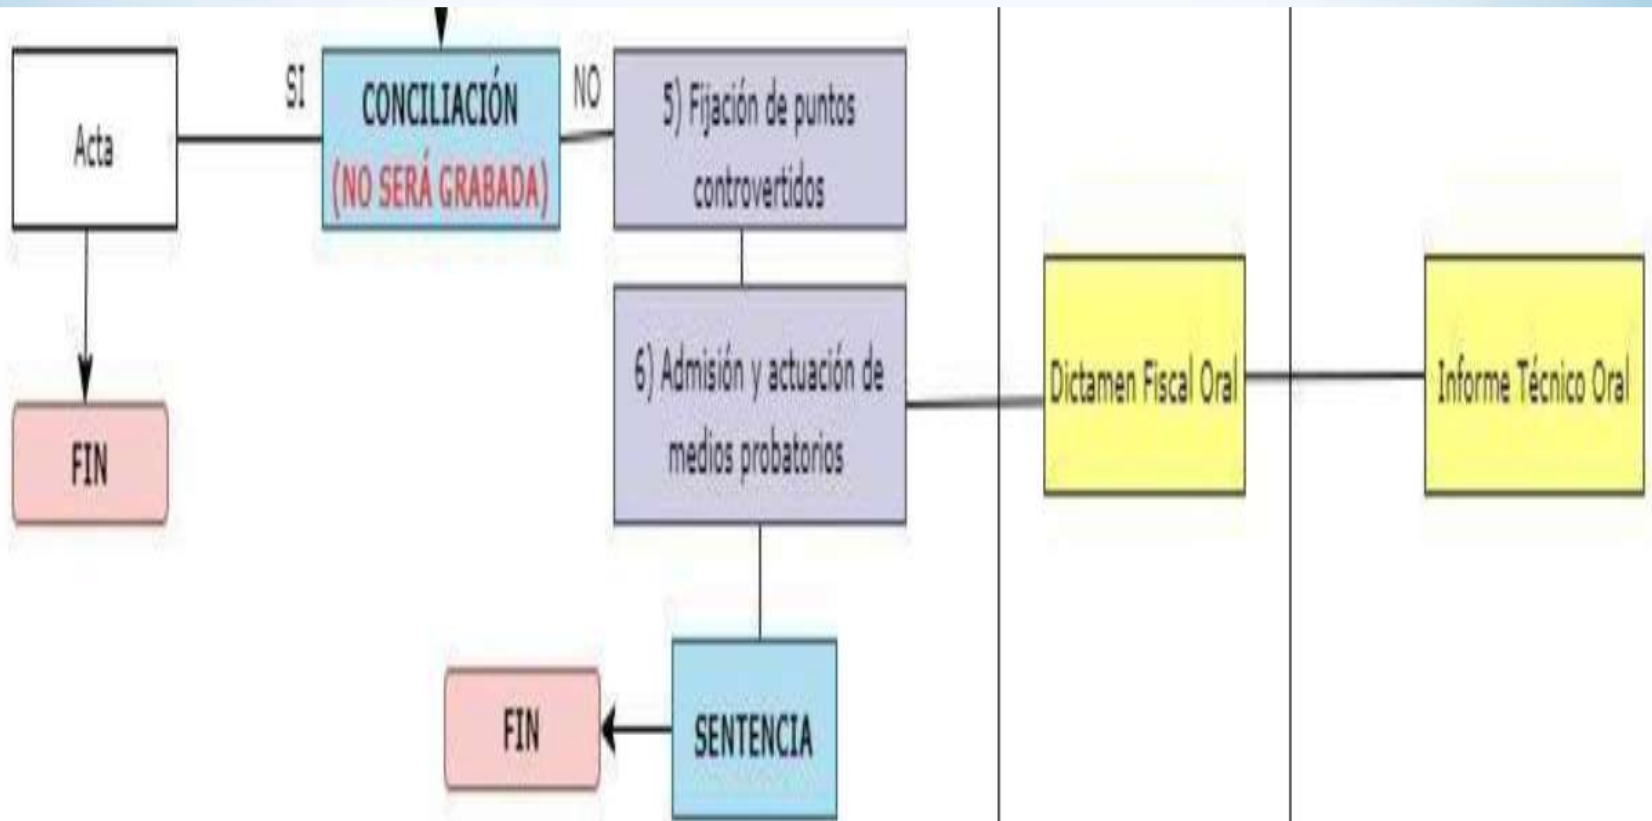 Acta
SI
CONCILIACIÓN
(NO SERÁ GRABADA)
NO
5) Fijación de puntos
controvertidos
6) Admisión y actuación de
medios probatorios
Dictamen Fiscal Oral
Informe Técnico Oral
FIN
FIN
SENTENCIA